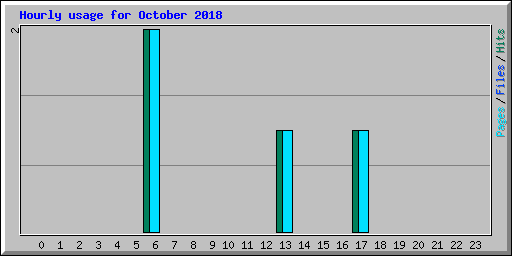 Hourly usage for October 2018
2
Pages/Files/Hits
0 1 2 3 4 5 6 7 8 9 10 11 12 13 14 15 16 17 18 19 20 21 22 23